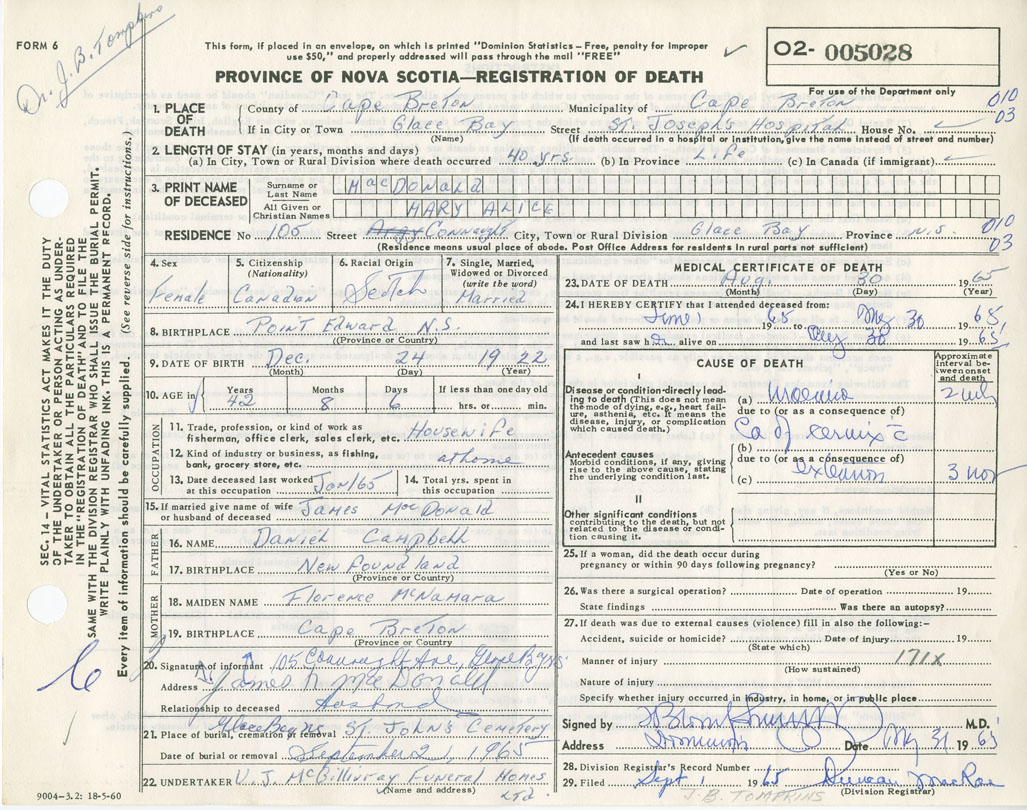 FORM 6
Dr. J. B. Tompkins
This form, if placed in an envelope, on which is printed "Dominion Statistics – Free, penalty for improper
use $50," and properly addressed will pass through the mail "FREE"
PROVINCE OF NOVA SCOTIA—REGISTRATION OF DEATH
O2- 005028
For use of the Department only
1. PLACE OF DEATH
County of Cape Breton Municipality of Cape Breton 010
If in City or Town Glace Bay Street St. Joseph's Hospital House No. 03
(Name) (If death occurred in a hospital or institution, give the name instead of street and number)
2. LENGTH OF STAY (in years, months and days)
(a) In City, Town or Rural Division where death occurred 40 yrs. (b) In Province Life (c) In Canada (if immigrant)
3. PRINT NAME OF DECEASED
Surname or Last Name MacDONALD
All Given or Christian Names MARY ALICE
RESIDENCE No 105 Street Connaught City, Town or Rural Division Glace Bay Province N.S. 010
03
(Residence means usual place of abode. Post Office Address for residents in rural parts not sufficient)
4. Sex Female
5. Citizenship (Nationality) Canadian
6. Racial Origin Scotch
7. Single, Married, Widowed or Divorced (write the word) Married
8. BIRTHPLACE Point Edward N.S.
(Province or Country)
9. DATE OF BIRTH Dec. 24 1922
(Month) (Day) (Year)
10. AGE in Years 42 Months 8 Days 6 If less than one day old
hrs. or min.
OCCUPATION
11. Trade, profession, or kind of work as
fisherman, office clerk, sales clerk, etc. Housewife
12. Kind of industry or business, as fishing,
bank, grocery store, etc. at home
13. Date deceased last worked at this occupation Jan/65
14. Total yrs. spent in this occupation
15. If married give name of wife or husband of deceased James MacDonald
FATHER
16. NAME Daniel Campbell
17. BIRTHPLACE Newfoundland
(Province or Country)
MOTHER
18. MAIDEN NAME Florence McNamara
19. BIRTHPLACE Cape Breton
(Province or Country)
20. Signature of informant 105 Connaught Ave, Glace Bay NS
Address James MacDonald
Relationship to deceased Husband
21. Place of burial, cremation or removal Glace Bay NS St. John's Cemetery
Date of burial or removal September 2, 1965
22. UNDERTAKER V.J. McGillivray Funeral Homes
(Name and address) Ltd.
9004-3.2: 18-5-60
MEDICAL CERTIFICATE OF DEATH
23. DATE OF DEATH Aug. 30 1965
(Month) (Day) (Year)
24. I HEREBY CERTIFY that I attended deceased from:
June 1 1965 to Aug 30 1965
and last saw her alive on Aug 30 1965
CAUSE OF DEATH
Approximate interval between onset and death
I
Disease or condition directly leading to death (This does not mean the mode of dying, e.g., heart failure, asthenia, etc. It means the disease, injury, or complication which caused death.)
(a) Uraemia 2 wk
due to (or as a consequence of)
Ca of cervix c̄
Antecedent causes
Morbid conditions, if any, giving rise to the above cause, stating the underlying condition last.
(b)
due to (or as a consequence of)
(c) extension 3 mos
II
Other significant conditions
contributing to the death, but not related to the disease or condition causing it.
25. If a woman, did the death occur during
pregnancy or within 90 days following pregnancy?
(Yes or No)
26. Was there a surgical operation? Date of operation 19
State findings Was there an autopsy?
27. If death was due to external causes (violence) fill in also the following:–
Accident, suicide or homicide? Date of injury 19
(State which)
Manner of injury 171x
(How sustained)
Nature of injury
Specify whether injury occurred in industry, in home, or in public place
Signed by M.D.
Address Dominion Date Aug 31 1965
28. Division Registrar's Record Number
29. Filed Sept 1 1965 Duncan MacRae
(Division Registrar)
J.B. TOMPKINS
SEC. 14 – VITAL STATISTICS ACT MAKES IT THE DUTY
OF THE UNDERTAKER OR PERSON ACTING AS UNDER-
TAKER TO OBTAIN ALL THE PARTICULARS REQUIRED
IN THE "REGISTRATION OF DEATH" AND TO FILE THE
SAME WITH THE DIVISION REGISTRAR WHO SHALL ISSUE THE BURIAL PERMIT.
WRITE PLAINLY WITH UNFADING INK. THIS IS A PERMANENT RECORD.
Every item of information should be carefully supplied. (See reverse side for instructions.)